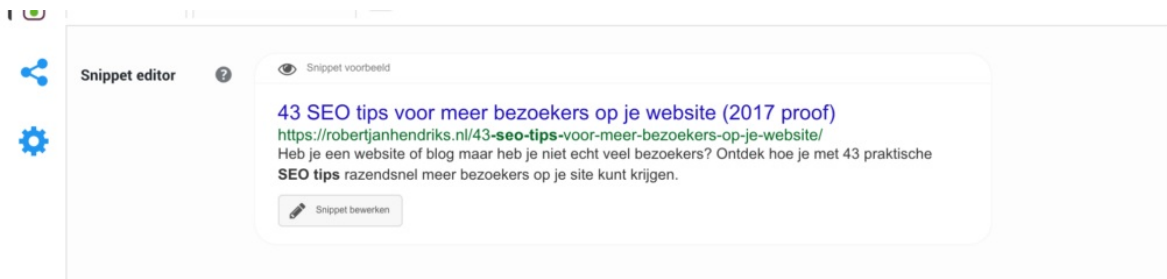 Snippet editor
Snippet voorbeeld
43 SEO tips voor meer bezoekers op je website (2017 proof)
https://robertjanhendriks.nl/43-seo-tips-voor-meer-bezoekers-op-je-website/
Heb je een website of blog maar heb je niet echt veel bezoekers? Ontdek hoe je met 43 praktische
SEO tips razendsnel meer bezoekers op je site kunt krijgen.
Snippet bewerken